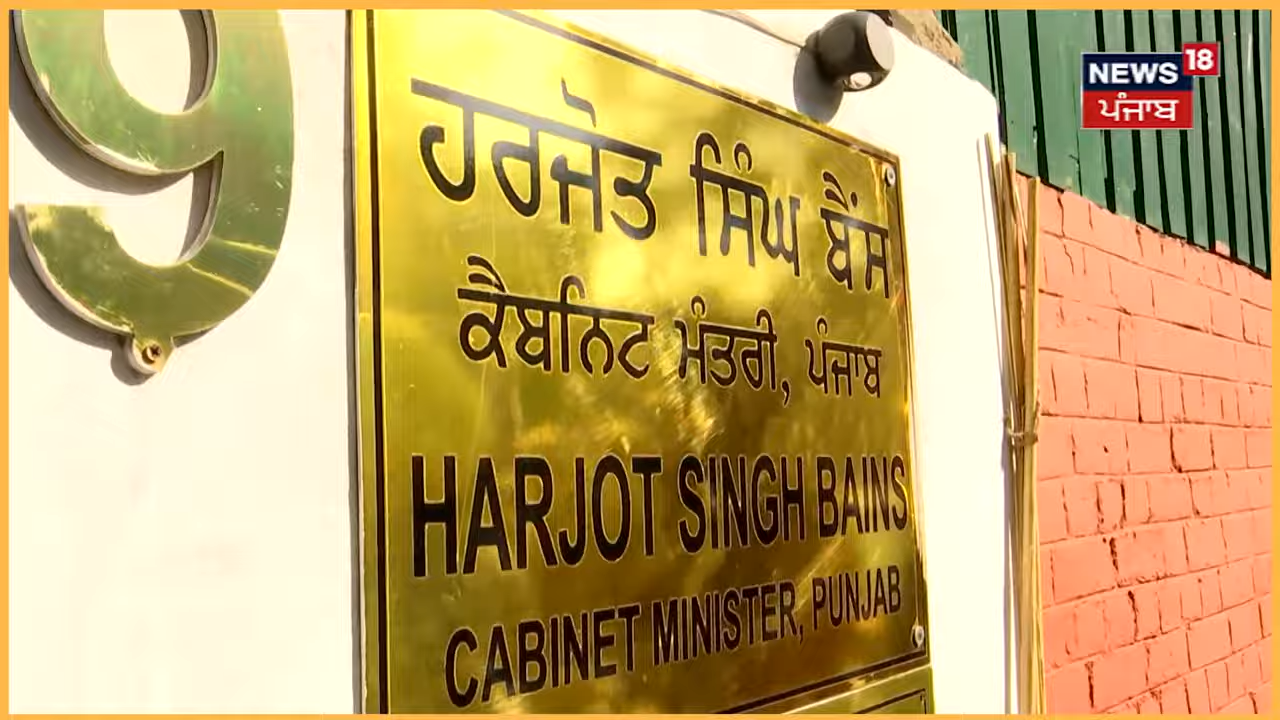 9
ਹਰਜੋਤ ਸਿੰਘ ਬੈਂਸ
ਕੈਬਨਿਟ ਮੰਤਰੀ, ਪੰਜਾਬ
HARJOT SINGH BAINS
CABINET MINISTER, PUNJAB
NEWS 18
ਪੰਜਾਬ